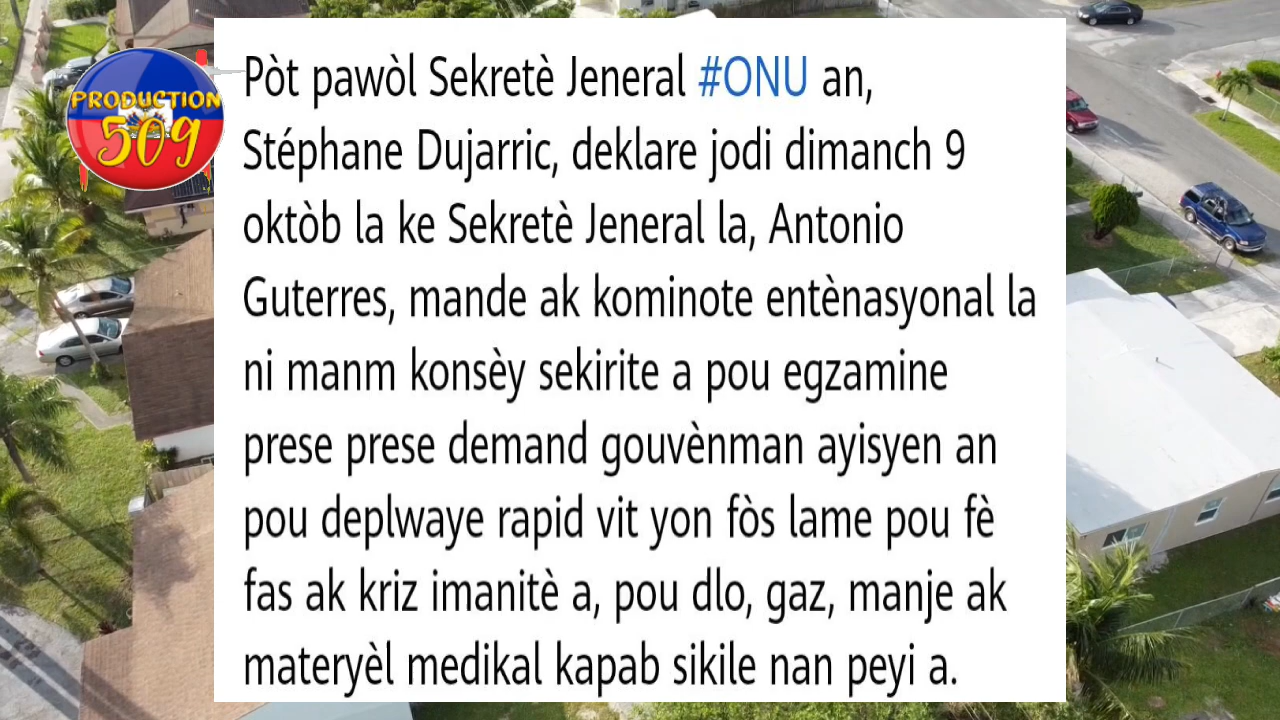 PRODUCTION
509
Pòt pawòl Sekretè Jeneral #ONU an,
Stéphane Dujarric, deklare jodi dimanch 9
oktòb la ke Sekretè Jeneral la, Antonio
Guterres, mande ak kominote entènasyonal la
ni manm konsèy sekirite a pou egzamine
prese prese demand gouvènman ayisyen an
pou deplwaye rapid vit yon fòs lame pou fè
fas ak kriz imanitè a, pou dlo, gaz, manje ak
materyèl medikal kapab sikile nan peyi a.